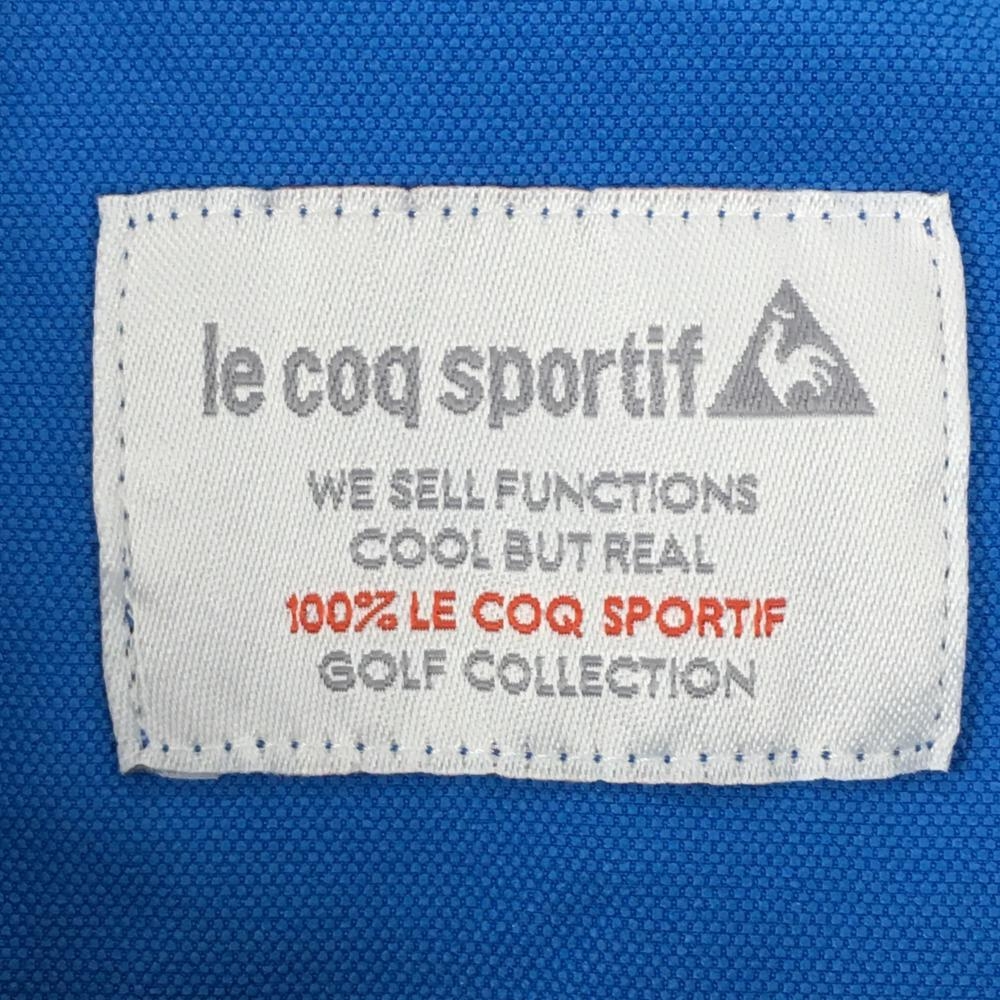 le coq sportif
WE SELL FUNCTIONS
COOL BUT REAL
100% LE COQ SPORTIF
GOLF COLLECTION